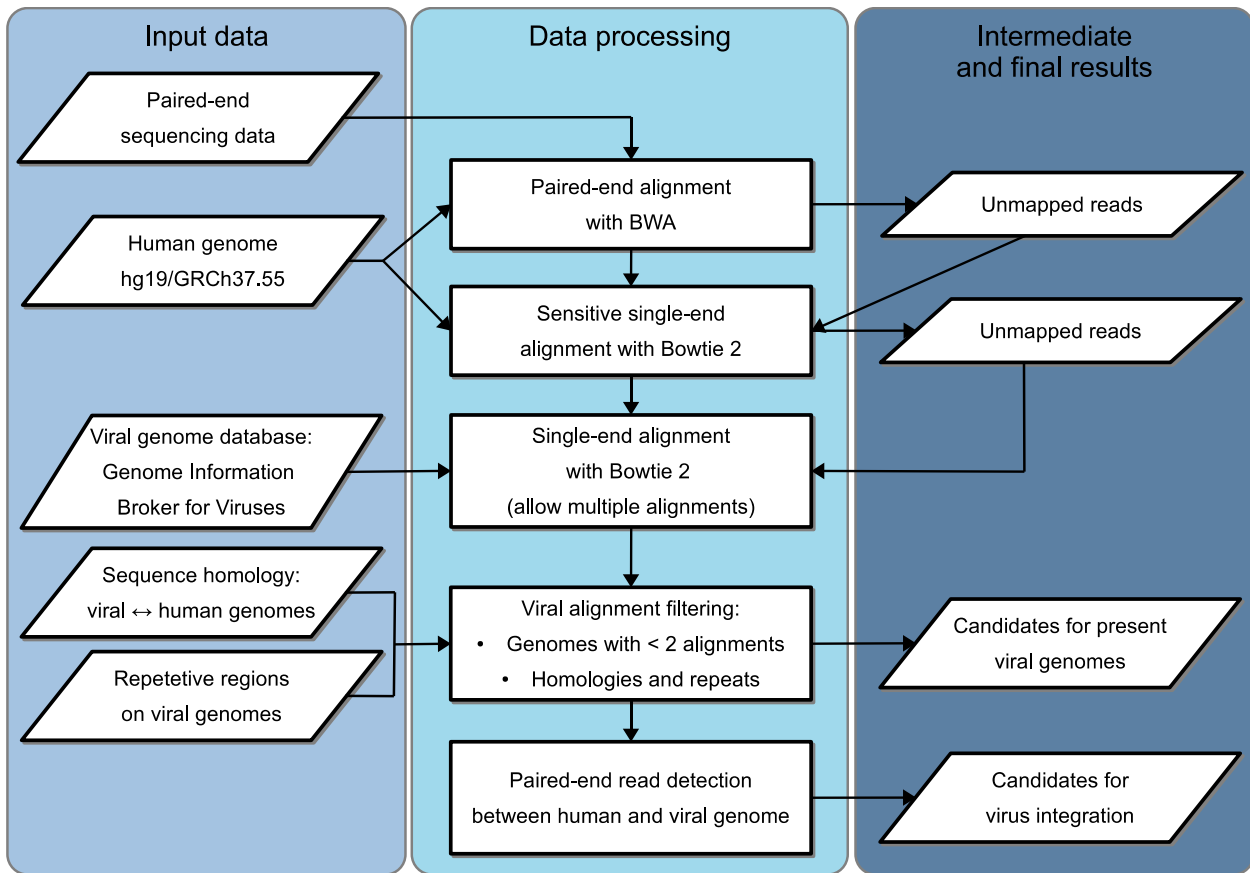 Input data
Paired-end
sequencing data
Human genome
hg19/GRCh37.55
Viral genome database:
Genome Information
Broker for Viruses
Sequence homology:
viral ↔ human genomes
Repetetive regions
on viral genomes
Data processing
Paired-end alignment
with BWA
Sensitive single-end
alignment with Bowtie 2
Single-end alignment
with Bowtie 2
(allow multiple alignments)
Viral alignment filtering:
• Genomes with < 2 alignments
• Homologies and repeats
Paired-end read detection
between human and viral genome
Intermediate
and final results
Unmapped reads
Unmapped reads
Candidates for present
viral genomes
Candidates for
virus integration